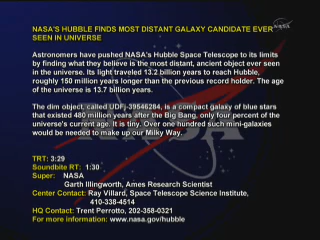 NASA'S HUBBLE FINDS MOST DISTANT GALAXY CANDIDATE EVER
SEEN IN UNIVERSE
Astronomers have pushed NASA's Hubble Space Telescope to its limits
by finding what they believe is the most distant, ancient object ever seen
in the universe. Its light traveled 13.2 billion years to reach Hubble,
roughly 150 million years longer than the previous record holder. The age
of the universe is 13.7 billion years.
The dim object, called UDFj-39546284, is a compact galaxy of blue stars
that existed 480 million years after the Big Bang, only four percent of the
universe's current age. It is tiny. Over one hundred such mini-galaxies
would be needed to make up our Milky Way.
TRT: 3:29
Soundbite RT: 1:30
Super: NASA
Garth Illingworth, Ames Research Scientist
Center Contact: Ray Villard, Space Telescope Science Institute,
410-338-4514
HQ Contact: Trent Perrotto, 202-358-0321
For more information: www.nasa.gov/hubble
NASA